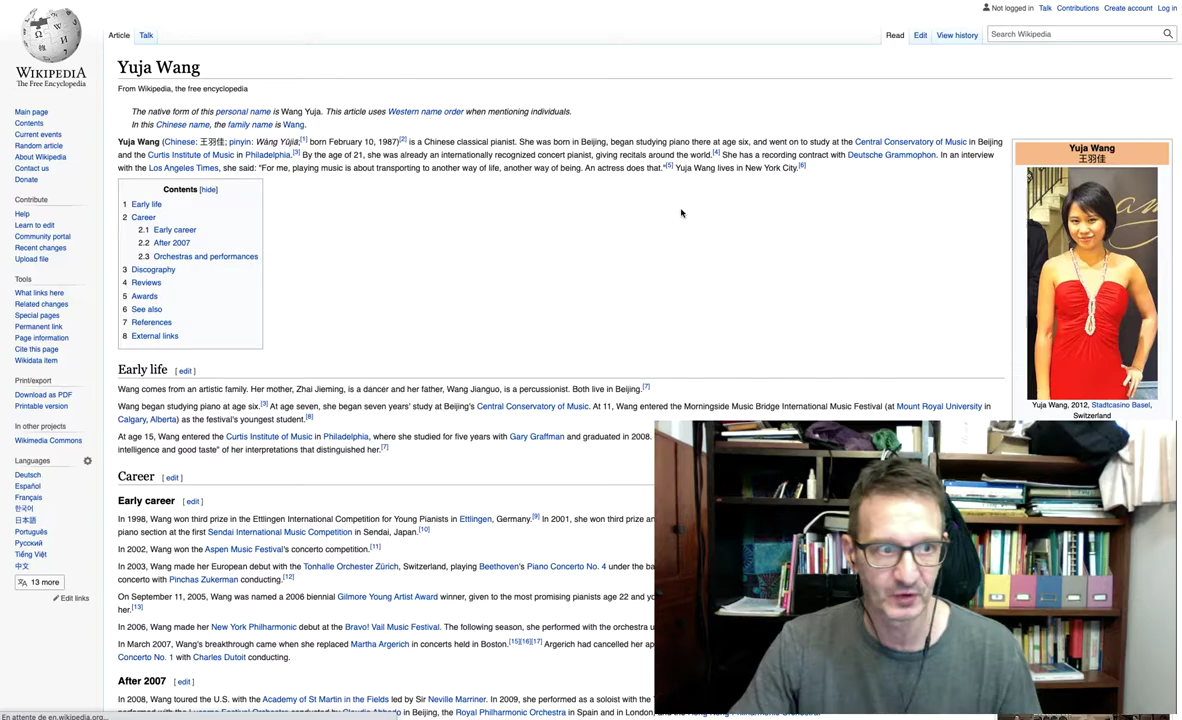 Not logged in Talk Contributions Create account Log in
Article Talk
Read Edit View history Search Wikipedia
WIKIPEDIA
The Free Encyclopedia
Main page
Contents
Current events
Random article
About Wikipedia
Contact us
Donate
Contribute
Help
Learn to edit
Community portal
Recent changes
Upload file
Tools
What links here
Related changes
Special pages
Permanent link
Page information
Cite this page
Wikidata item
Print/export
Download as PDF
Printable version
In other projects
Wikimedia Commons
Languages
Deutsch
Español
Français
한국어
日本語
Português
Русский
Tiếng Việt
中文
13 more
Edit links
Yuja Wang
From Wikipedia, the free encyclopedia
The native form of this personal name is Wang Yuja. This article uses Western name order when mentioning individuals.
In this Chinese name, the family name is Wang.
Yuja Wang (Chinese: 王羽佳; pinyin: Wáng Yǔjiā;[1] born February 10, 1987)[2] is a Chinese classical pianist. She was born in Beijing, began studying piano there at age six, and went on to study at the Central Conservatory of Music in Beijing
and the Curtis Institute of Music in Philadelphia.[3] By the age of 21, she was already an internationally recognized concert pianist, giving recitals around the world.[4] She has a recording contract with Deutsche Grammophon. In an interview
with the Los Angeles Times, she said: "For me, playing music is about transporting to another way of life, another way of being. An actress does that."[5] Yuja Wang lives in New York City.[6]
Contents [hide]
1 Early life
2 Career
2.1 Early career
2.2 After 2007
2.3 Orchestras and performances
3 Discography
4 Reviews
5 Awards
6 See also
7 References
8 External links
Yuja Wang
王羽佳
Yuja Wang, 2012, Stadtcasino Basel,
Switzerland
Early life [ edit ]
Wang comes from an artistic family. Her mother, Zhai Jieming, is a dancer and her father, Wang Jianguo, is a percussionist. Both live in Beijing.[7]
Wang began studying piano at age six.[3] At age seven, she began seven years' study at Beijing's Central Conservatory of Music. At 11, Wang entered the Morningside Music Bridge International Music Festival (at Mount Royal University in
Calgary, Alberta) as the festival's youngest student.[8]
At age 15, Wang entered the Curtis Institute of Music in Philadelphia, where she studied for five years with Gary Graffman and graduated in 2008.
intelligence and good taste" of her interpretations that distinguished her.[7]
Career [ edit ]
Early career [ edit ]
In 1998, Wang won third prize in the Ettlingen International Competition for Young Pianists in Ettlingen, Germany.[9] In 2001, she won third prize an
piano section at the first Sendai International Music Competition in Sendai, Japan.[10]
In 2002, Wang won the Aspen Music Festival's concerto competition.[11]
In 2003, Wang made her European debut with the Tonhalle Orchester Zürich, Switzerland, playing Beethoven's Piano Concerto No. 4 under the ba
concerto with Pinchas Zukerman conducting.[12]
On September 11, 2005, Wang was named a 2006 biennial Gilmore Young Artist Award winner, given to the most promising pianists age 22 and yo
her.[13]
In 2006, Wang made her New York Philharmonic debut at the Bravo! Vail Music Festival. The following season, she performed with the orchestra u
In March 2007, Wang's breakthrough came when she replaced Martha Argerich in concerts held in Boston.[15][16][17] Argerich had cancelled her ap
Concerto No. 1 with Charles Dutoit conducting.
After 2007 [ edit ]
In 2008, Wang toured the U.S. with the Academy of St Martin in the Fields led by Sir Neville Marriner. In 2009, she performed as a soloist with the
in Beijing, the Royal Philharmonic Orchestra in Spain and in London,
En attente de en.wikipedia.org...